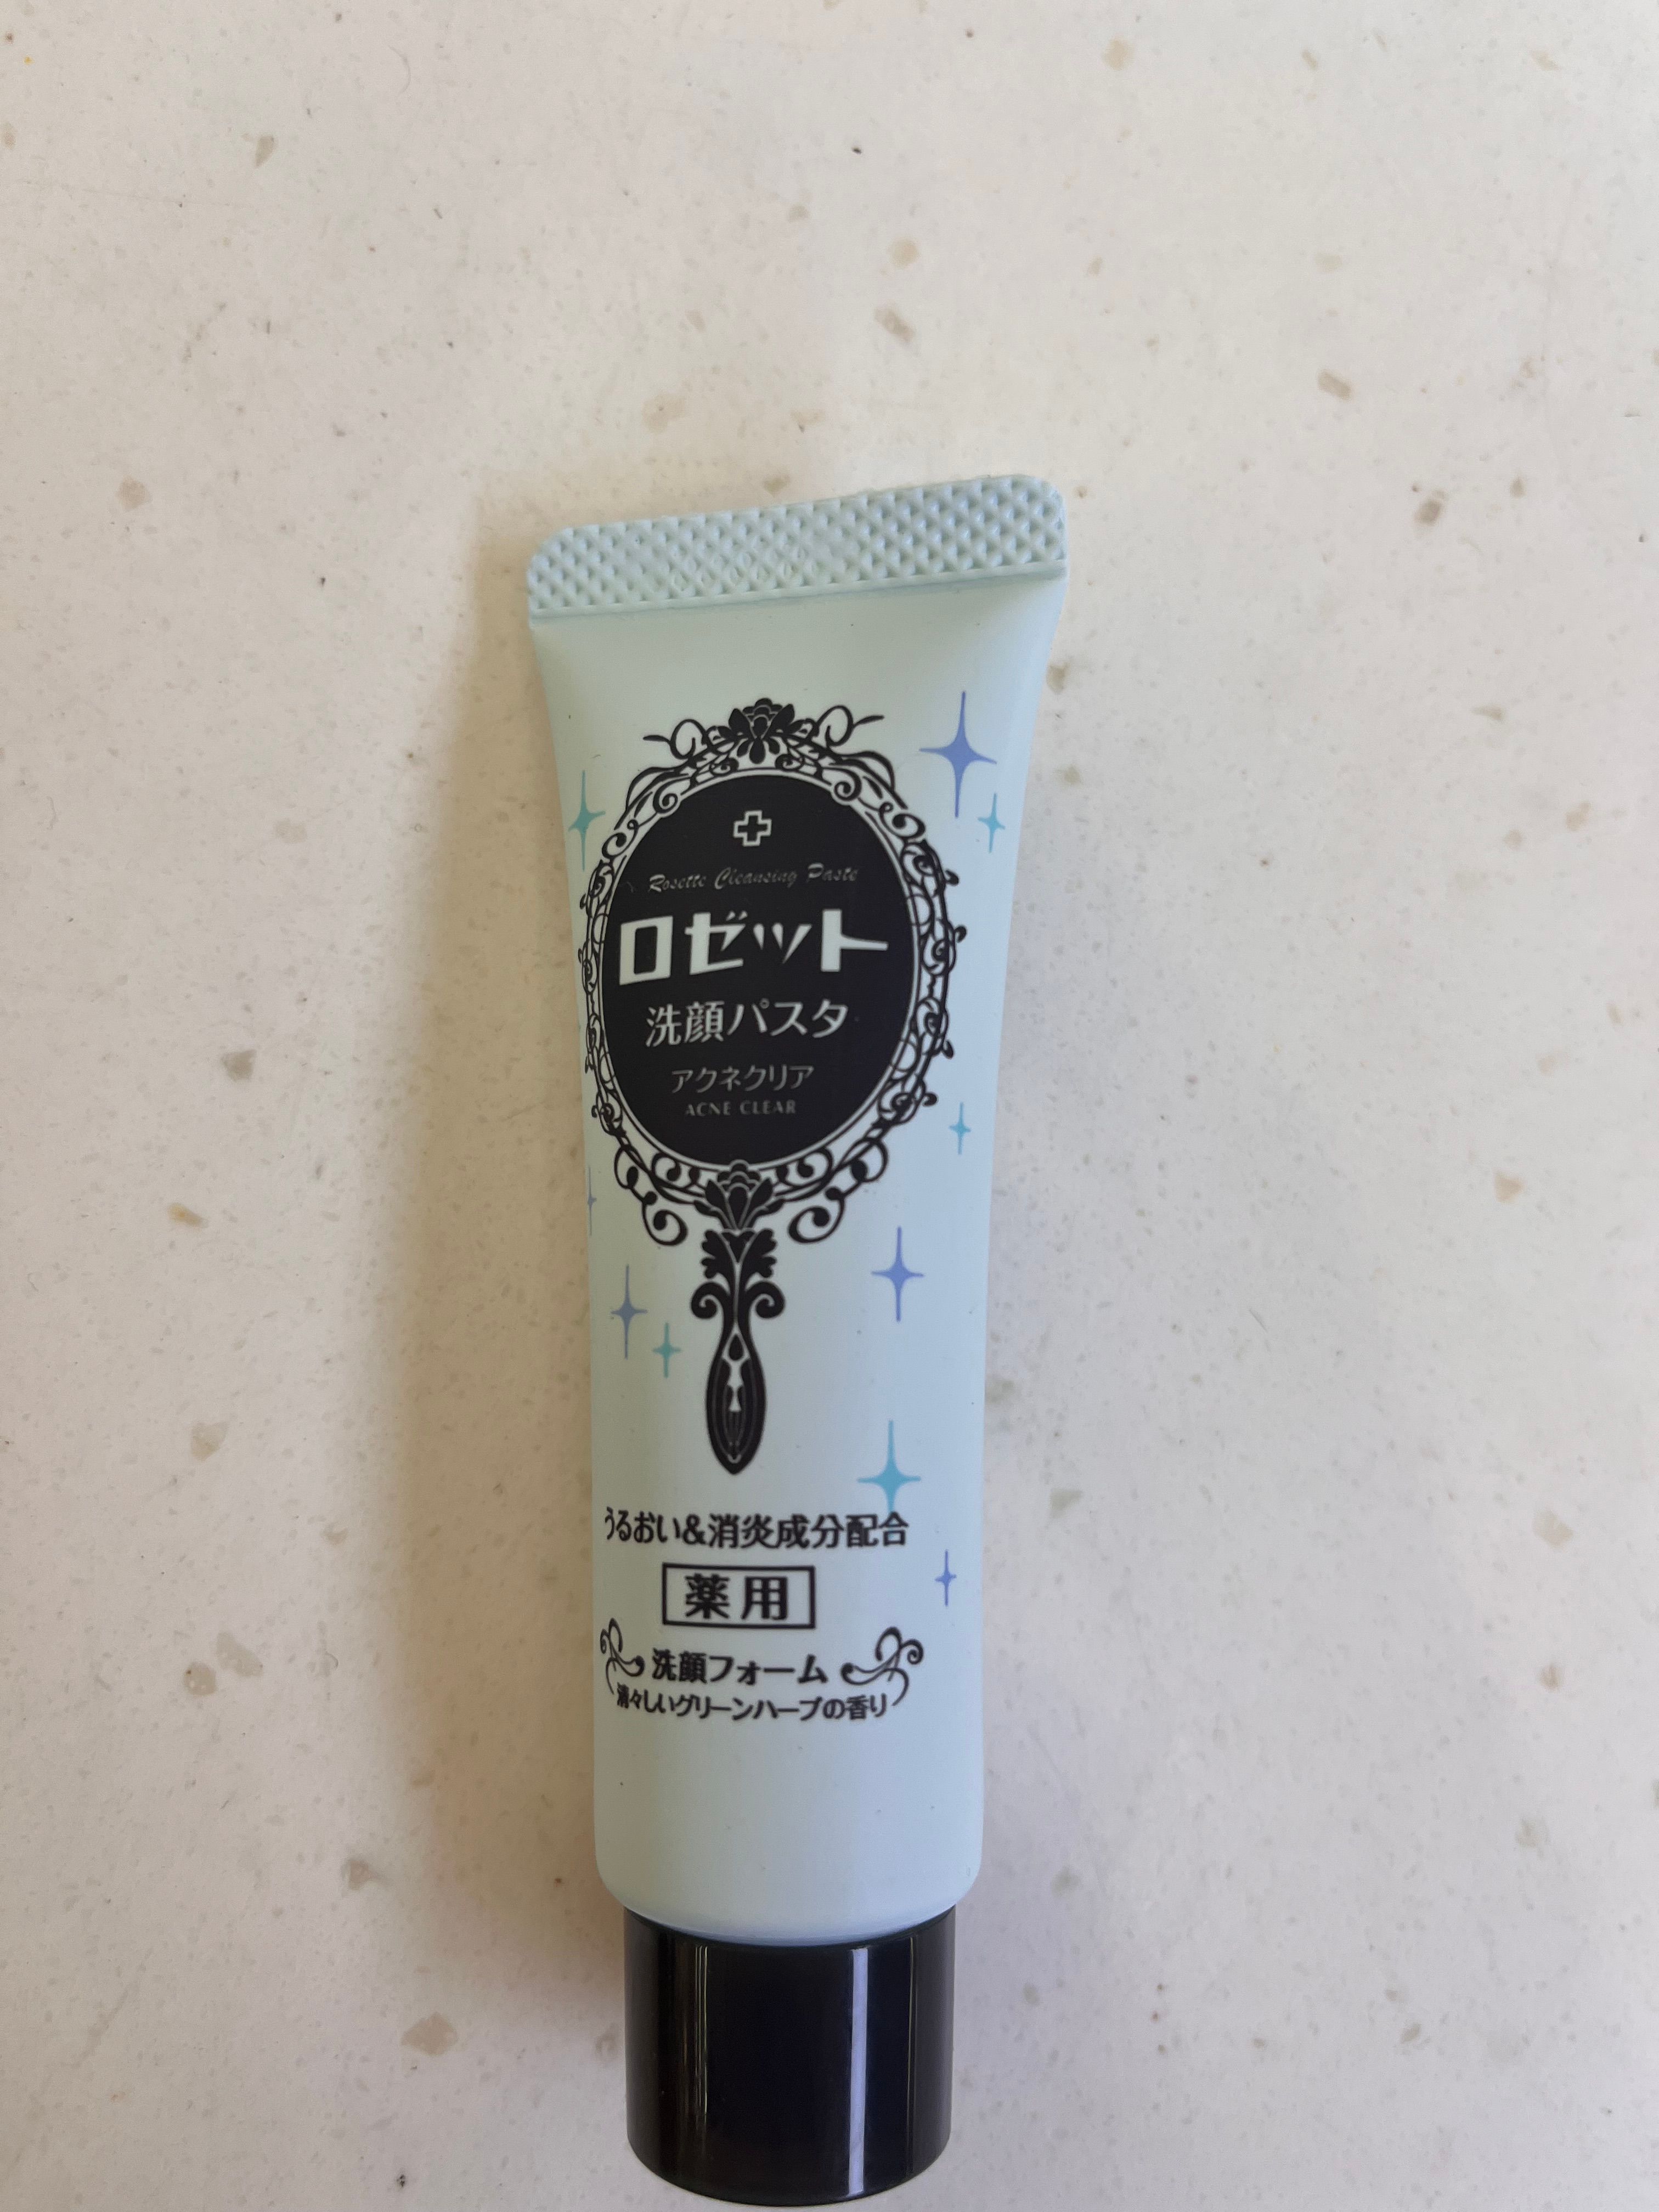 Rosette Cleansing Paste
ロゼット
洗顔パスタ
アクネクリア
ACNE CLEAR
うるおい&消炎成分配合
薬用
洗顔フォーム
清々しいグリーンハーブの香り